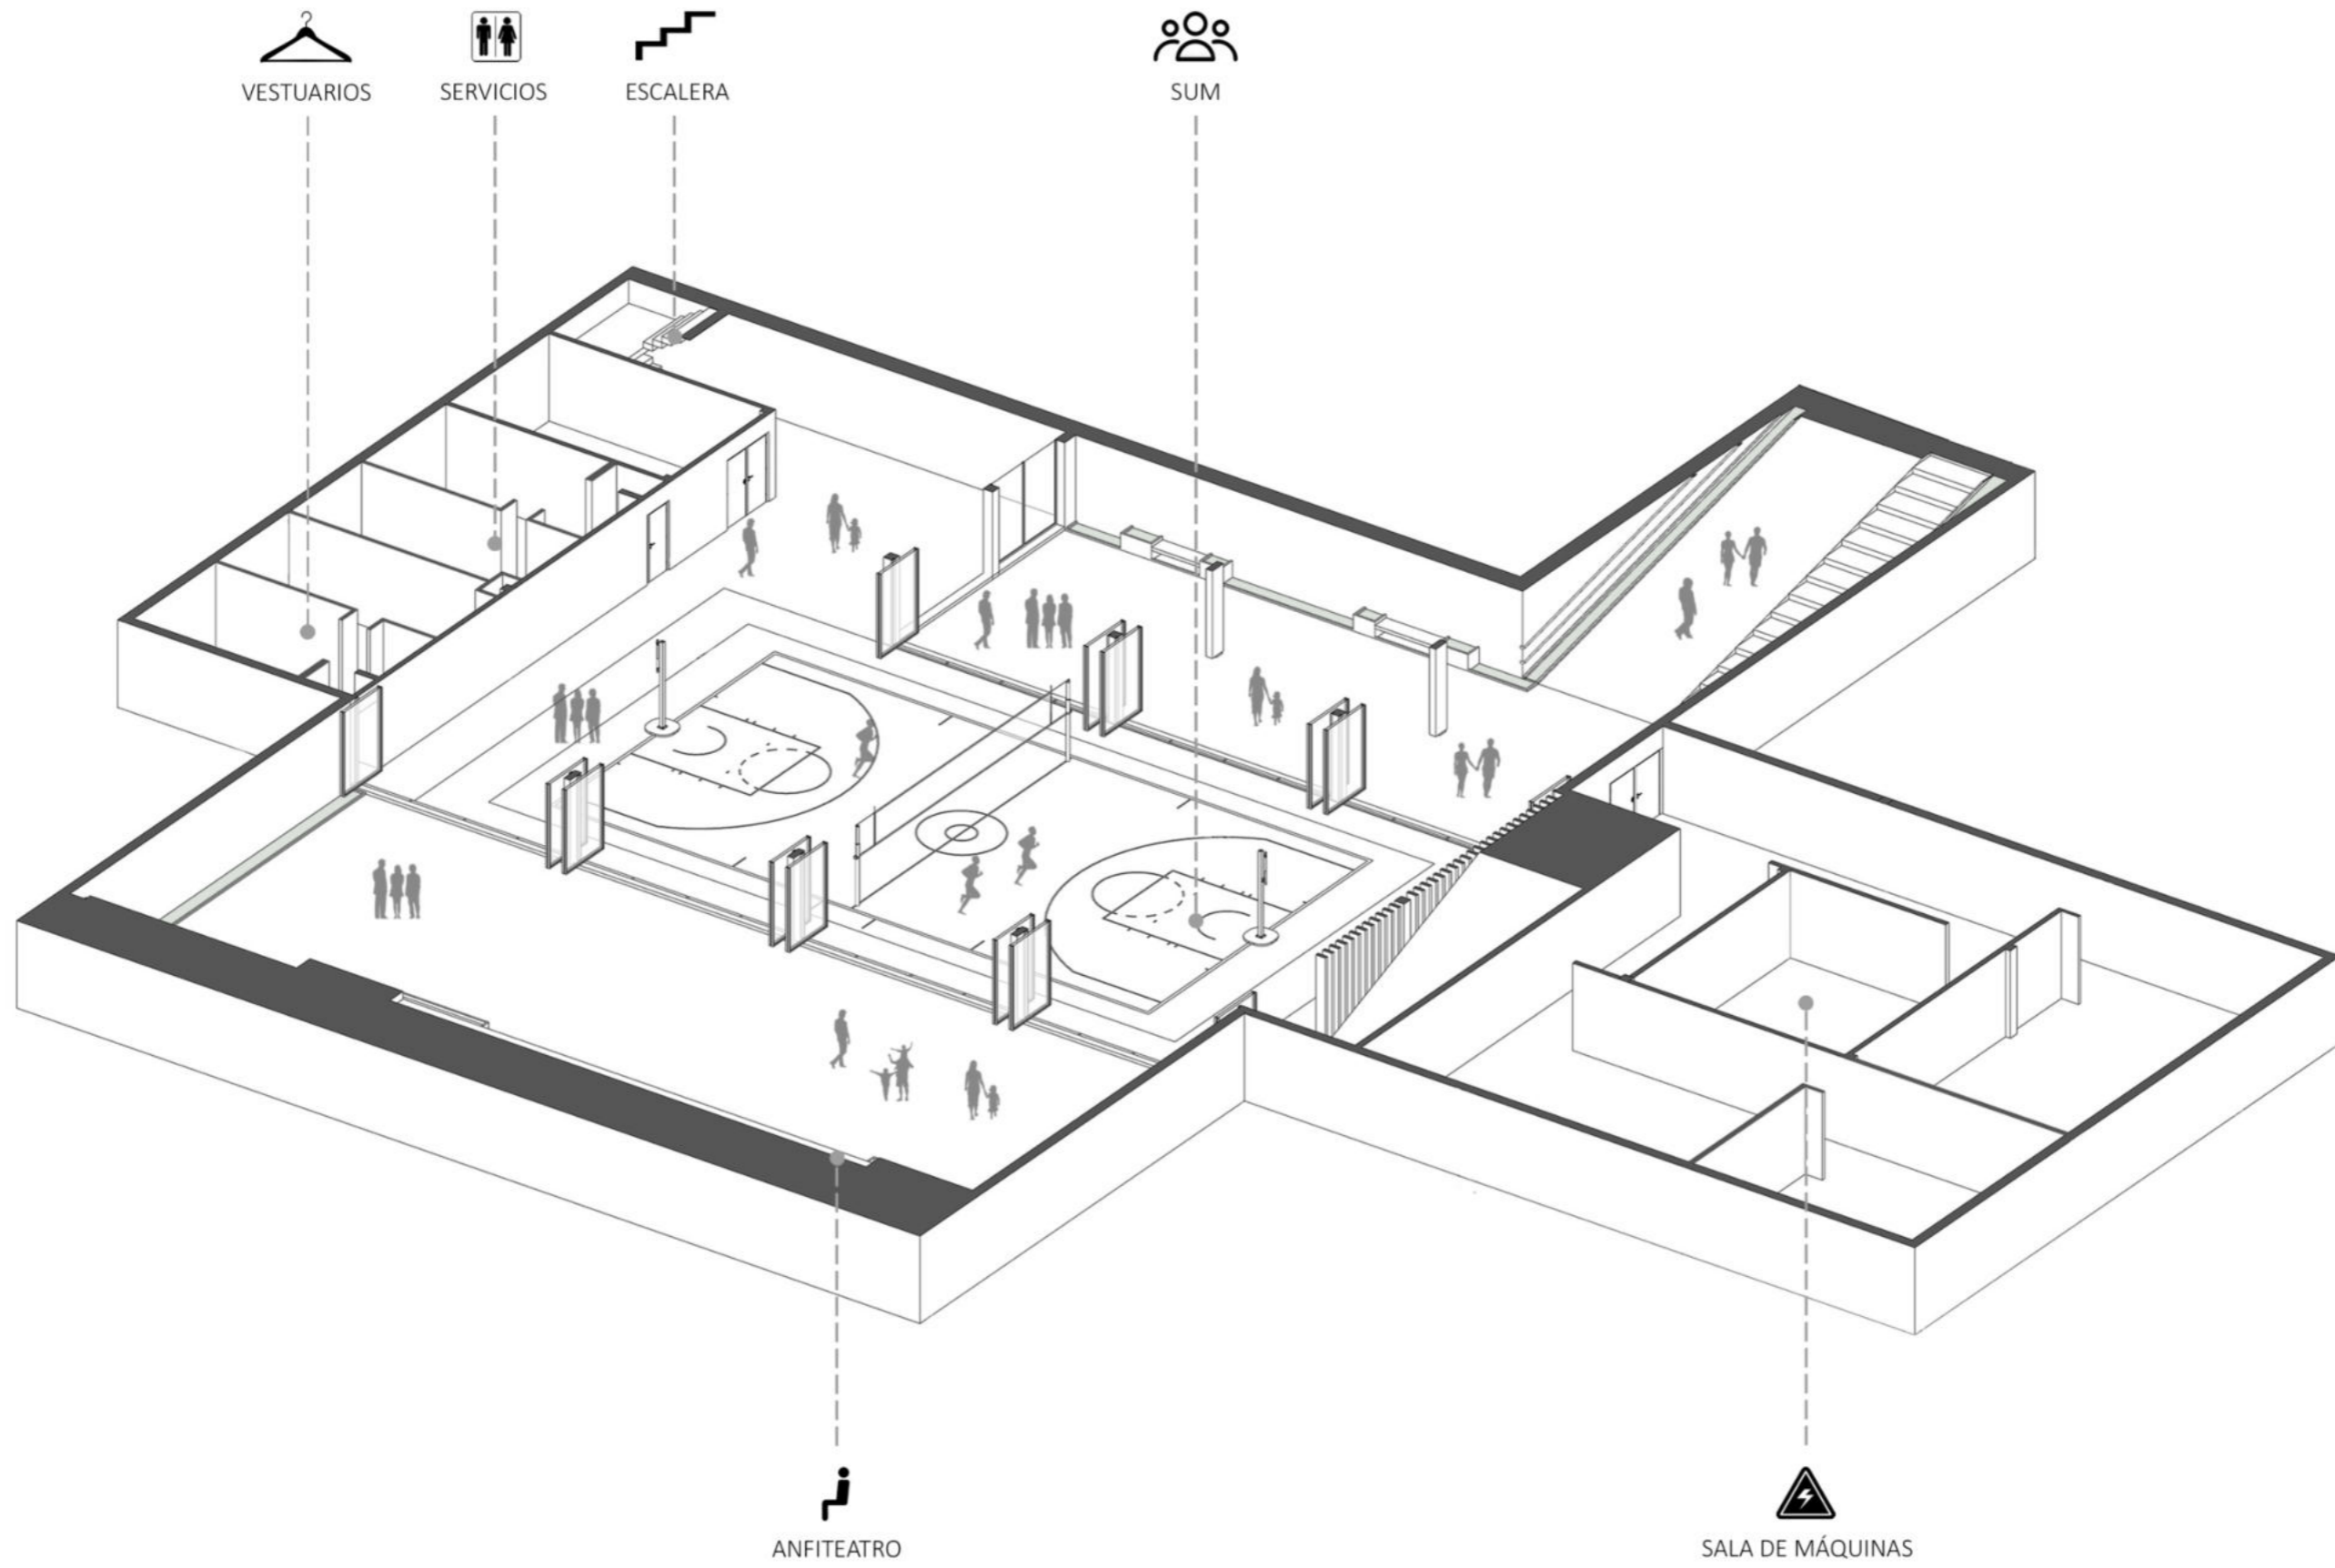 VESTUARIOS
SERVICIOS
ESCALERA
SUM
ANFITEATRO
SALA DE MÁQUINAS